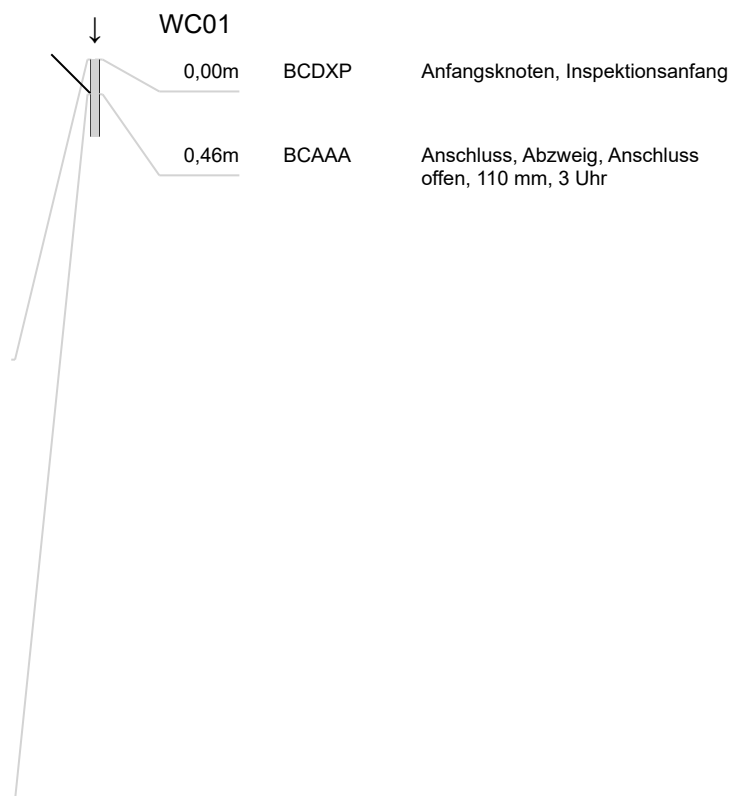 ↓ WC01
0,00m BCDXP Anfangsknoten, Inspektionsanfang
0,46m BCAAA Anschluss, Abzweig, Anschluss
offen, 110 mm, 3 Uhr